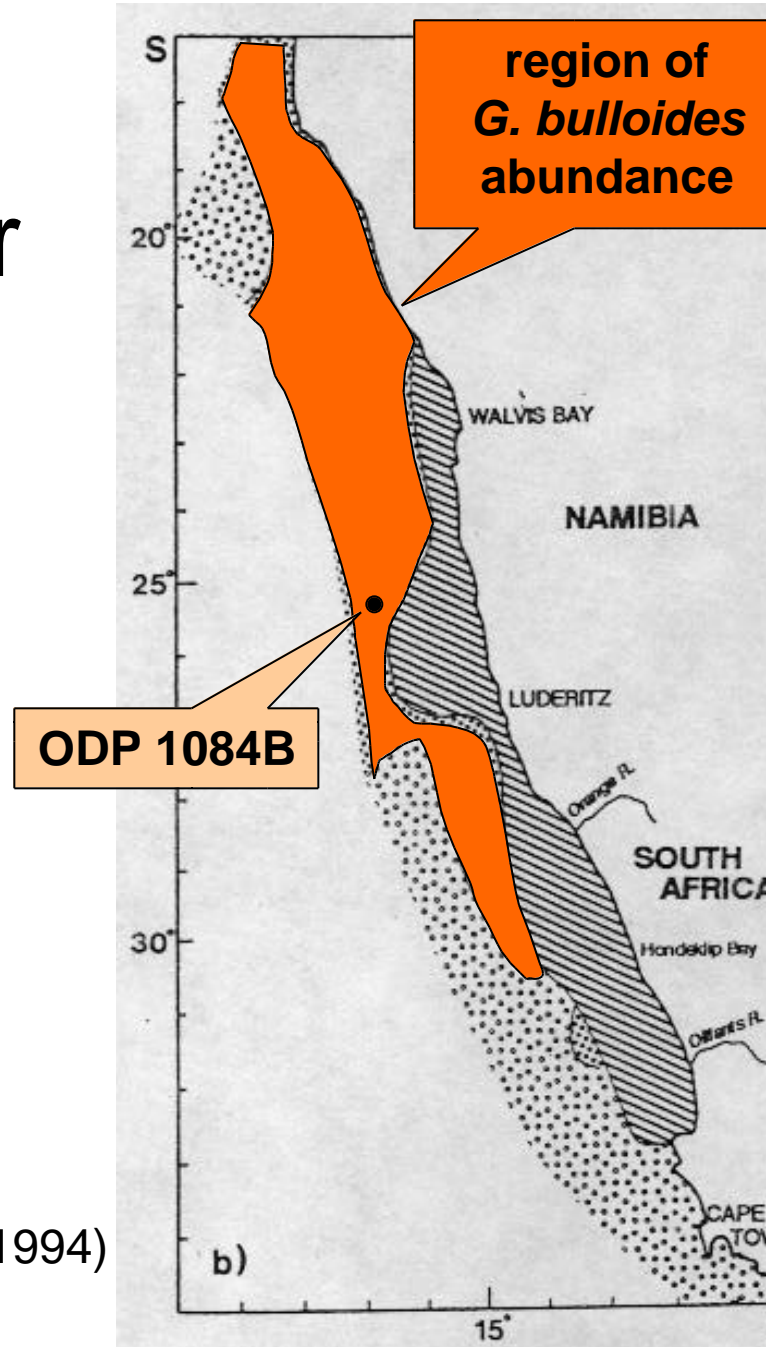 S
region of
G. bulloides
abundance
r
20°
WALVIS BAY
NAMIBIA
25°
LUDERITZ
ODP 1084B
Orange R.
SOUTH
AFRICA
30°
Hondeklip Bay
Olifants R.
1994)
CAPE
TOW
b)
15°